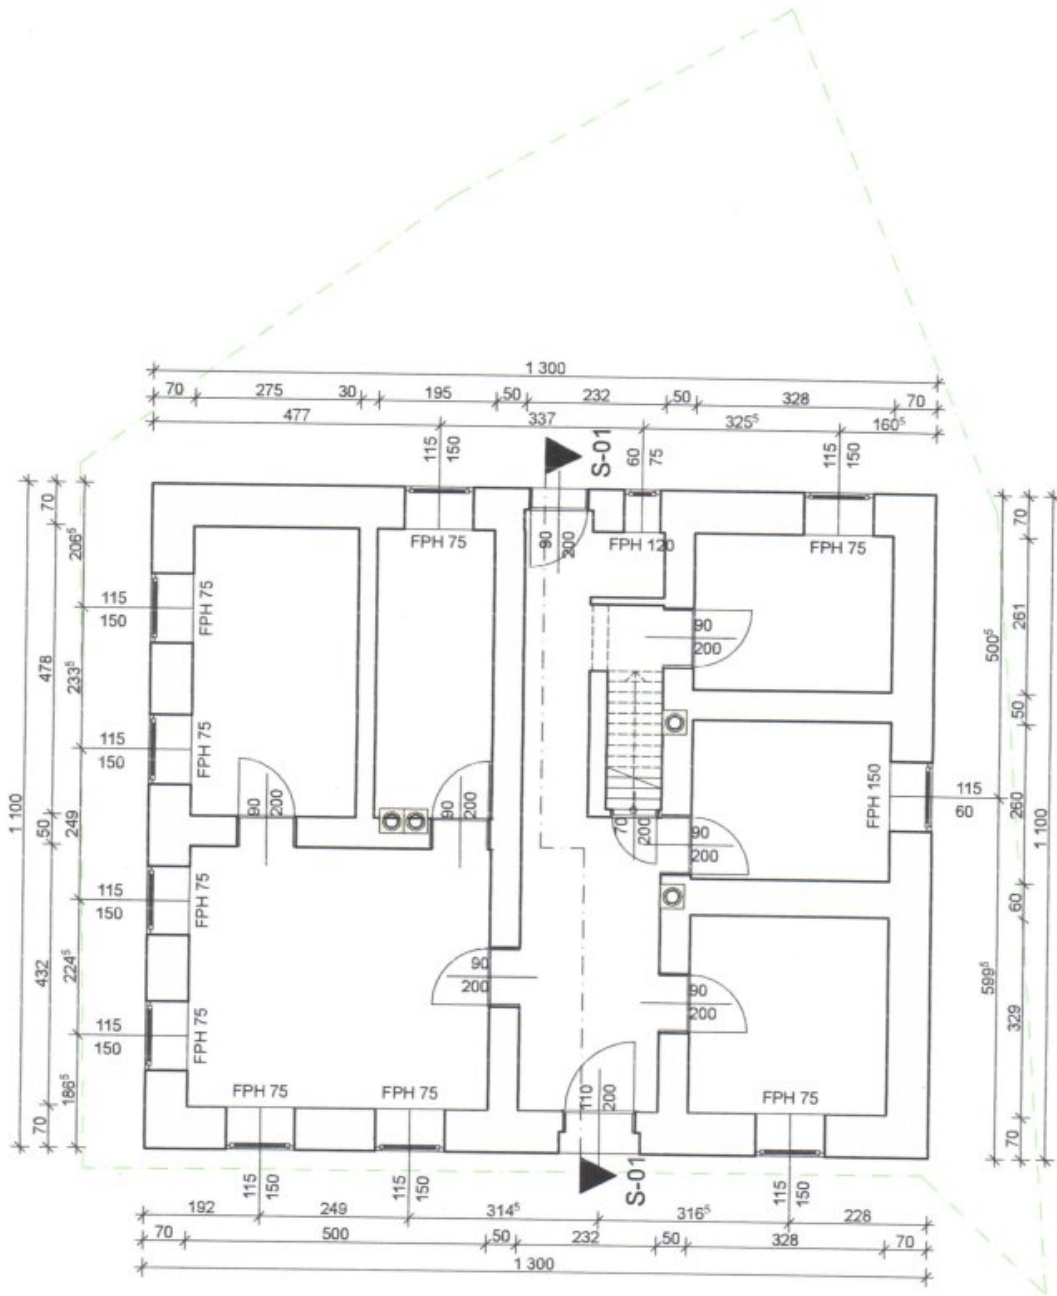 1 300
70 275 30 195 50 232 50 328 70
477 337 325⁵ 160⁵
115 150
S-01
60 75
115 150
FPH 75
90 200
FPH 120
FPH 75
1 100
70 478 50 432 70
206⁵ 233⁵ 249 224⁵ 186⁵
115 150
FPH 75
115 150
FPH 75
115 150
FPH 75
115 150
FPH 75
90 200
90 200
90 200
70 200
90 200
90 200
90 200
FPH 150
115 60
500⁵ 599⁵
70 261 50 260 60 329 70
1 100
FPH 75
FPH 75
110 200
FPH 75
115 150
115 150
S-01
115 150
192 249 314⁵ 316⁵ 228
70 500 50 232 50 328 70
1 300